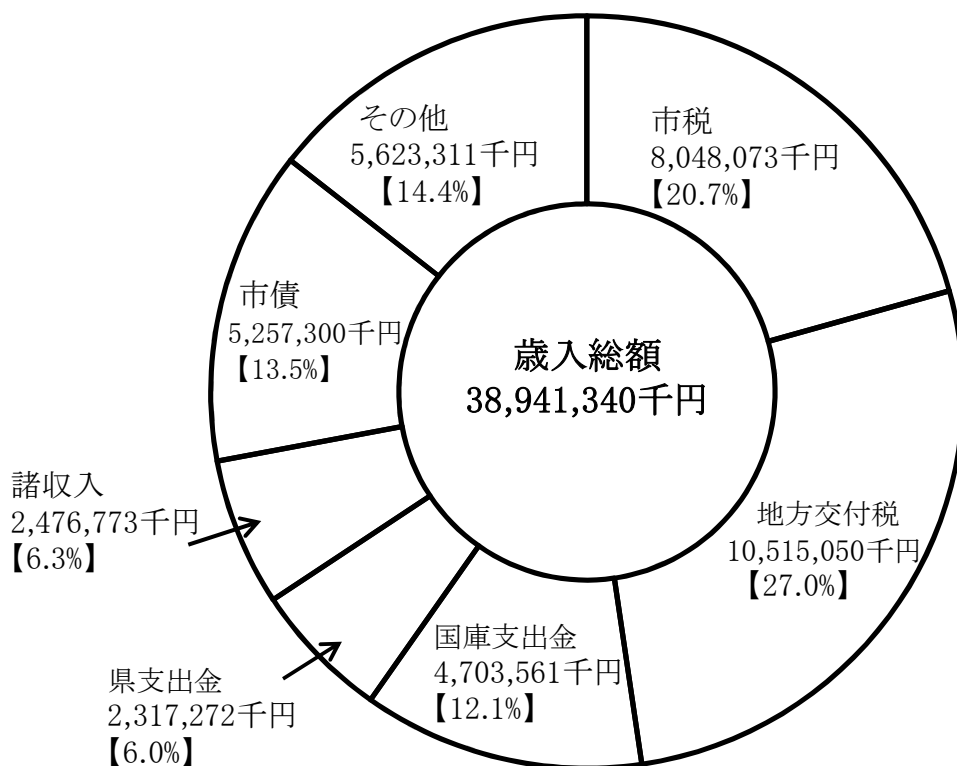 その他
5,623,311千円
【14.4%】
市税
8,048,073千円
【20.7%】
市債
5,257,300千円
【13.5%】
歳入総額
38,941,340千円
諸収入
2,476,773千円
【6.3%】
地方交付税
10,515,050千円
【27.0%】
国庫支出金
4,703,561千円
【12.1%】
県支出金
2,317,272千円
【6.0%】